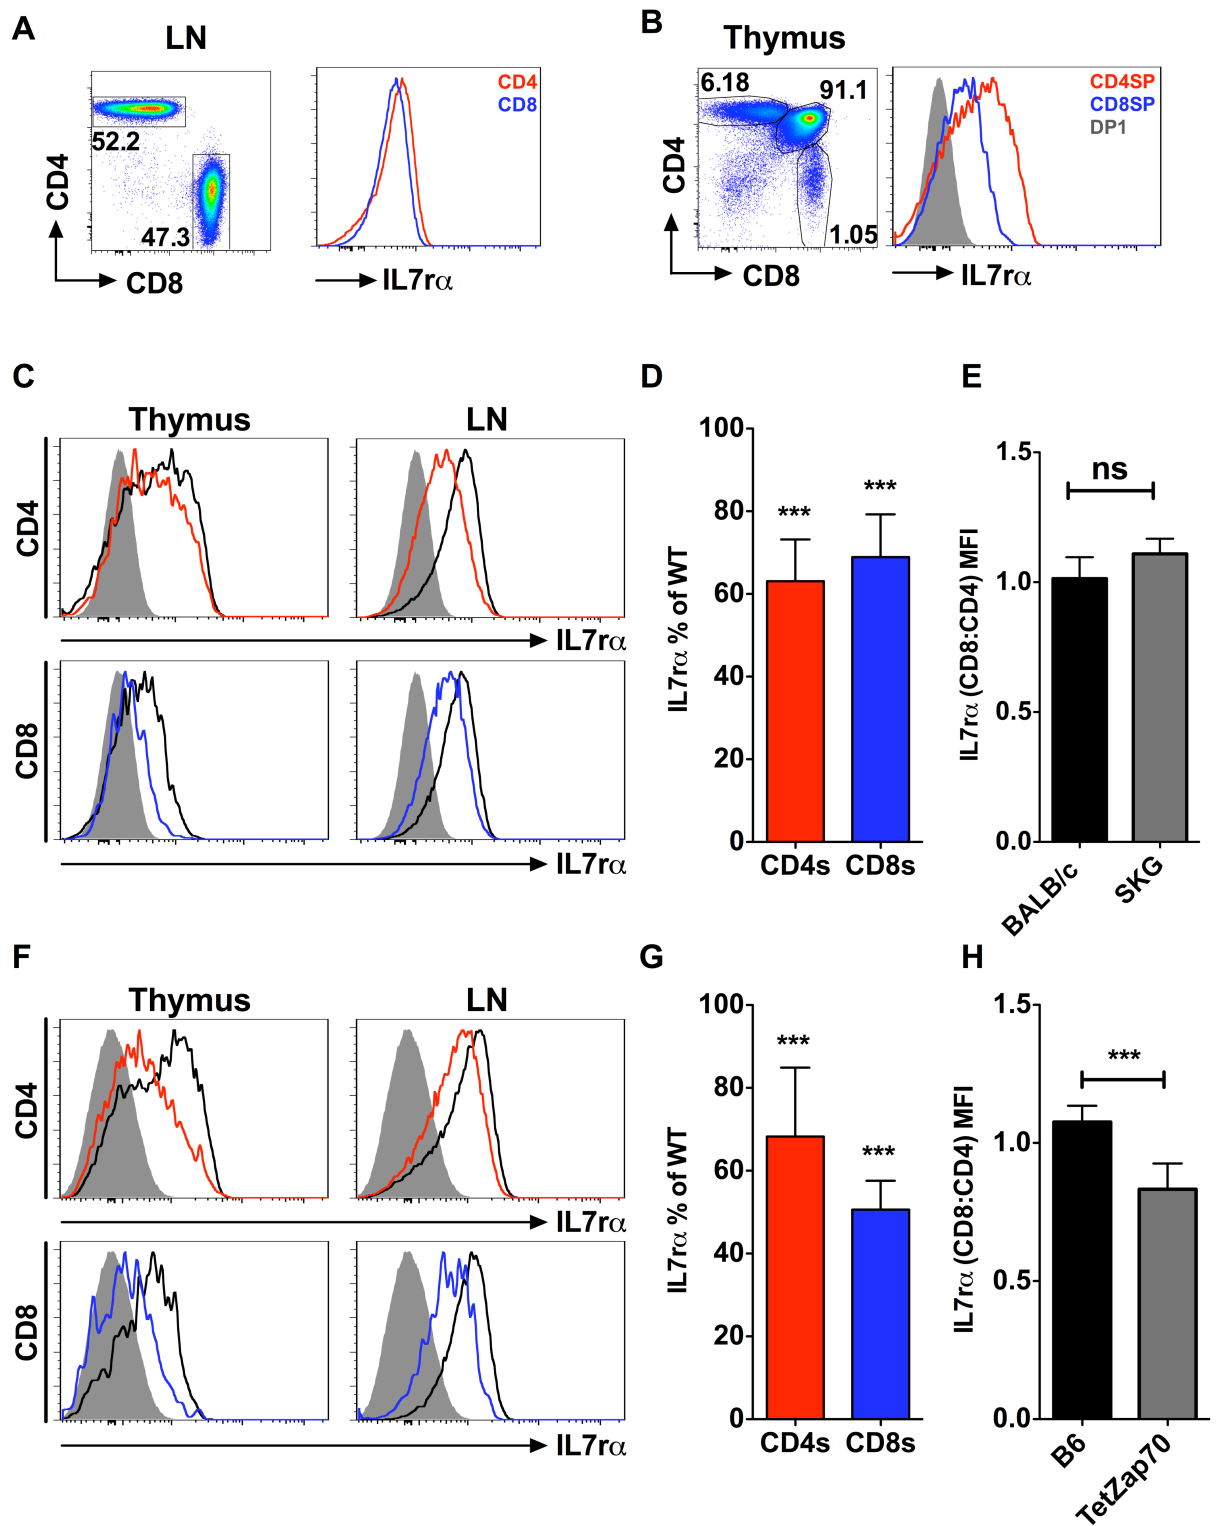 A
LN
CD4
52.2
47.3
CD8
CD4
CD8
IL7rα
B
Thymus
CD4
6.18
91.1
1.05
CD8
CD4SP
CD8SP
DP1
IL7rα
C
Thymus
LN
CD4
IL7rα
CD8
IL7rα
D
IL7rα % of WT
100
80
60
40
20
0
***
***
CD4s
CD8s
E
IL7rα (CD8:CD4) MFI
1.5
1.0
0.5
0.0
ns
BALB/c
SKG
F
Thymus
LN
CD4
IL7rα
CD8
IL7rα
G
IL7rα % of WT
100
80
60
40
20
0
***
***
CD4s
CD8s
H
IL7rα (CD8:CD4) MFI
1.5
1.0
0.5
0.0
***
B6
TetZap70